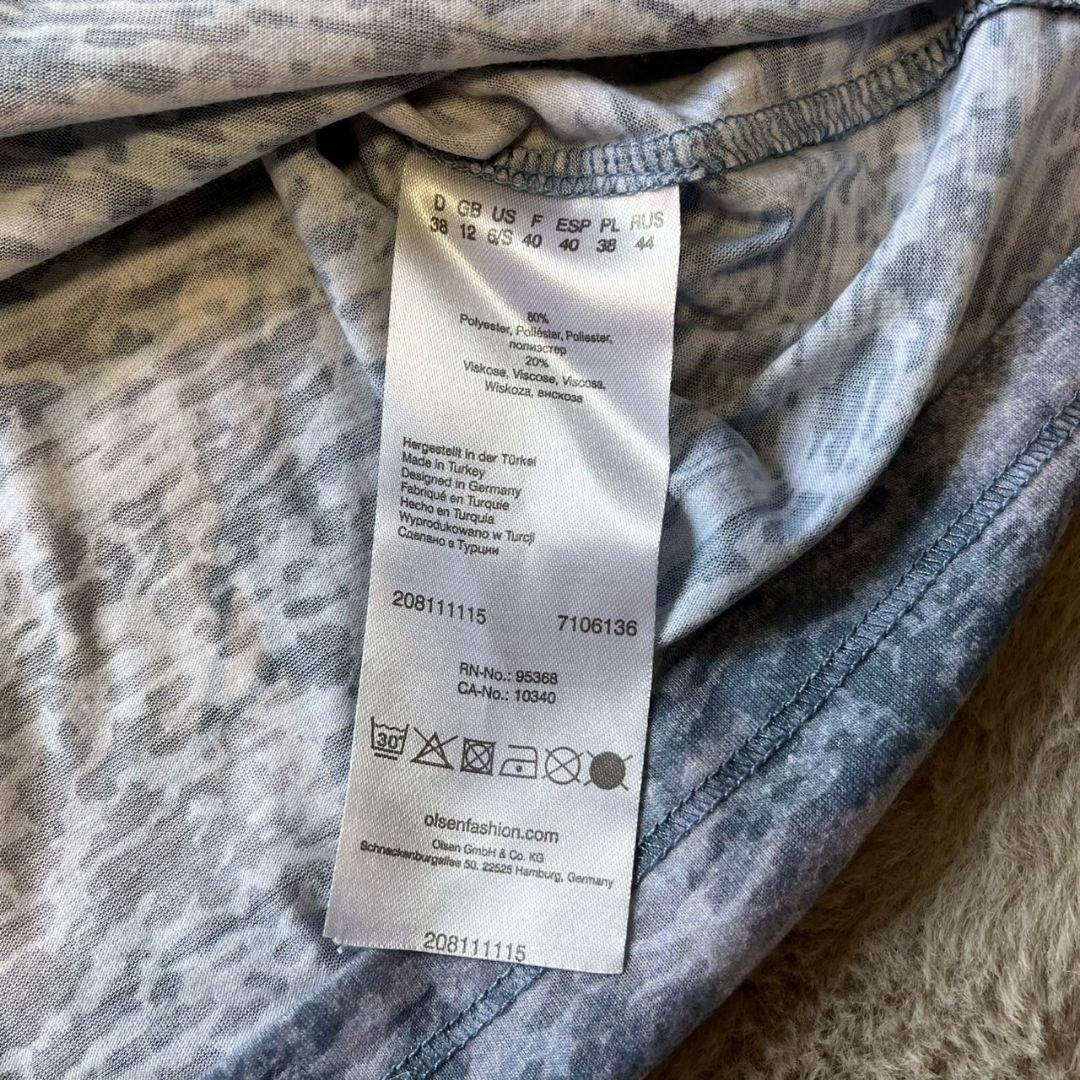 D GB US F ESP PL RUS
38 12 6/S 40 40 38 44
80%
Polyester, Poliéster, Poliester,
полиэстер
20%
Viskose, Viscose, Viscosa,
Wiskoza, вискоза
Hergestellt in der Türkei
Made in Turkey
Designed in Germany
Fabriqué en Turquie
Hecho en Turquía
Wyprodukowano w Turcji
Сделано в Турции
208111115 7106136
RN-No.: 95368
CA-No.: 10340
30
olsenfashion.com
Olsen GmbH & Co. KG
Schnackenburgallee 50, 22525 Hamburg, Germany
208111115